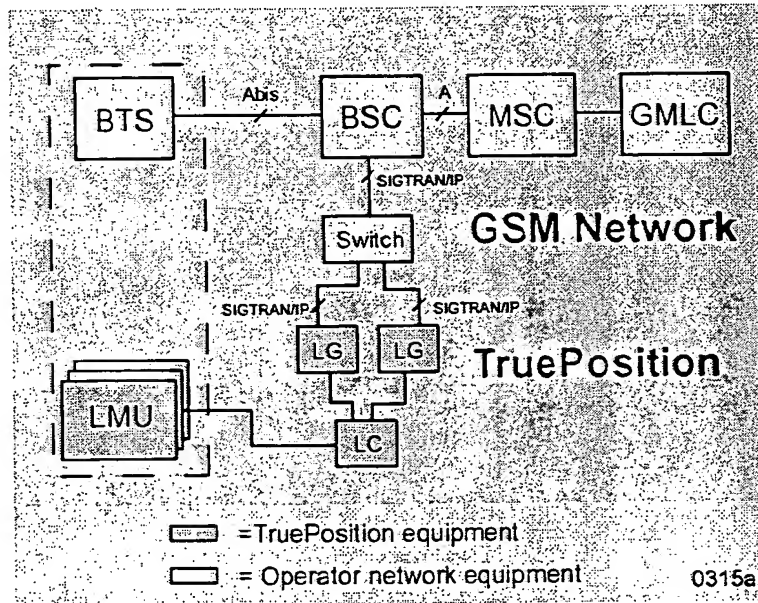 BTS
Abis
BSC
A
MSC
GMLC
SIGTRAN/IP
Switch
GSM Network
SIGTRAN/IP
SIGTRAN/IP
LG
LG
TruePosition
LMU
LC
=TruePosition equipment
= Operator network equipment
0315a